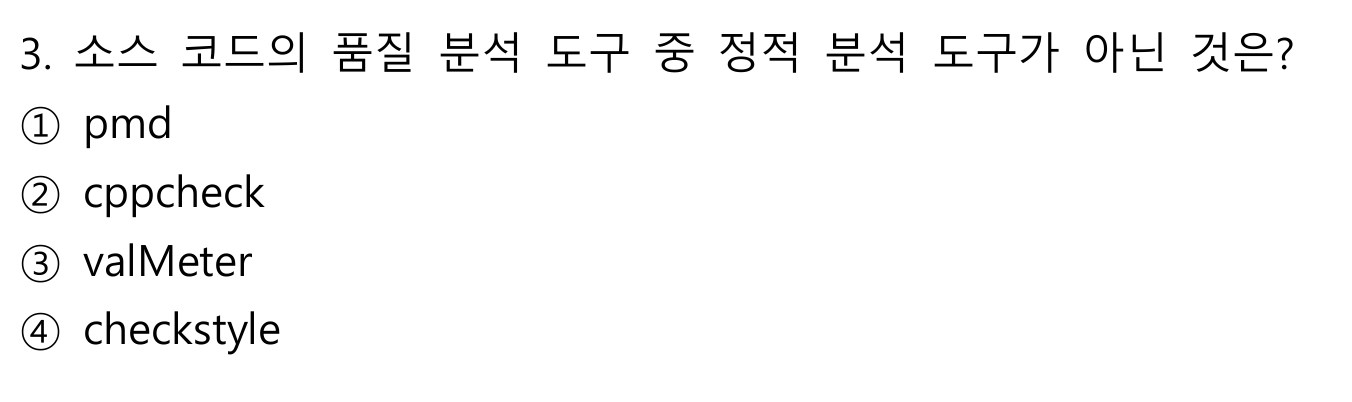 3. 소스 코드의 품질 분석 도구 중 정적 분석 도구가 아닌 것은?
① pmd
② cppcheck
③ valMeter
④ checkstyle